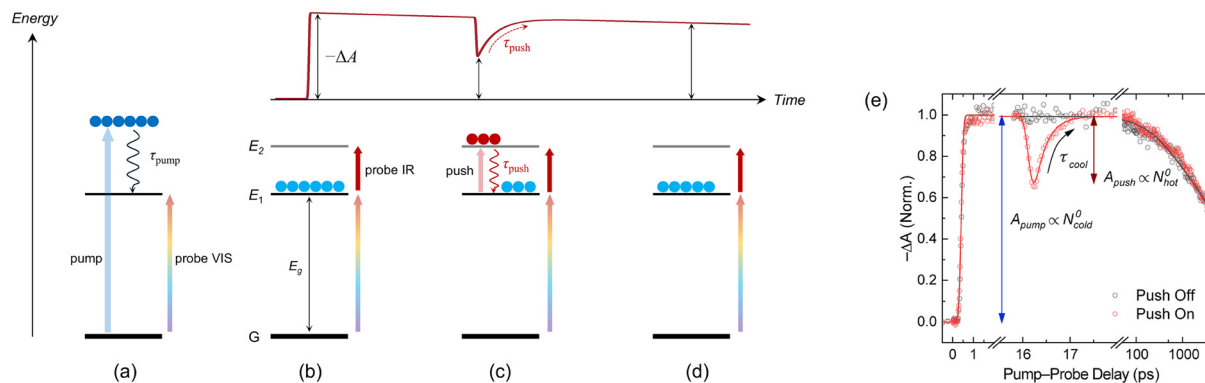 Energy
−ΔA
τpush
Time
τpump
pump
probe VIS
(a)
E2
E1
Eg
G
probe IR
(b)
push
τpush
(c)
(d)
(e)
−ΔA (Norm.)
1.0
0.8
0.6
0.4
0.2
0.0
τcool
Apush ∝ N0hot
Apump ∝ N0cold
Push Off
Push On
0 1 16 17 100 1000
Pump–Probe Delay (ps)